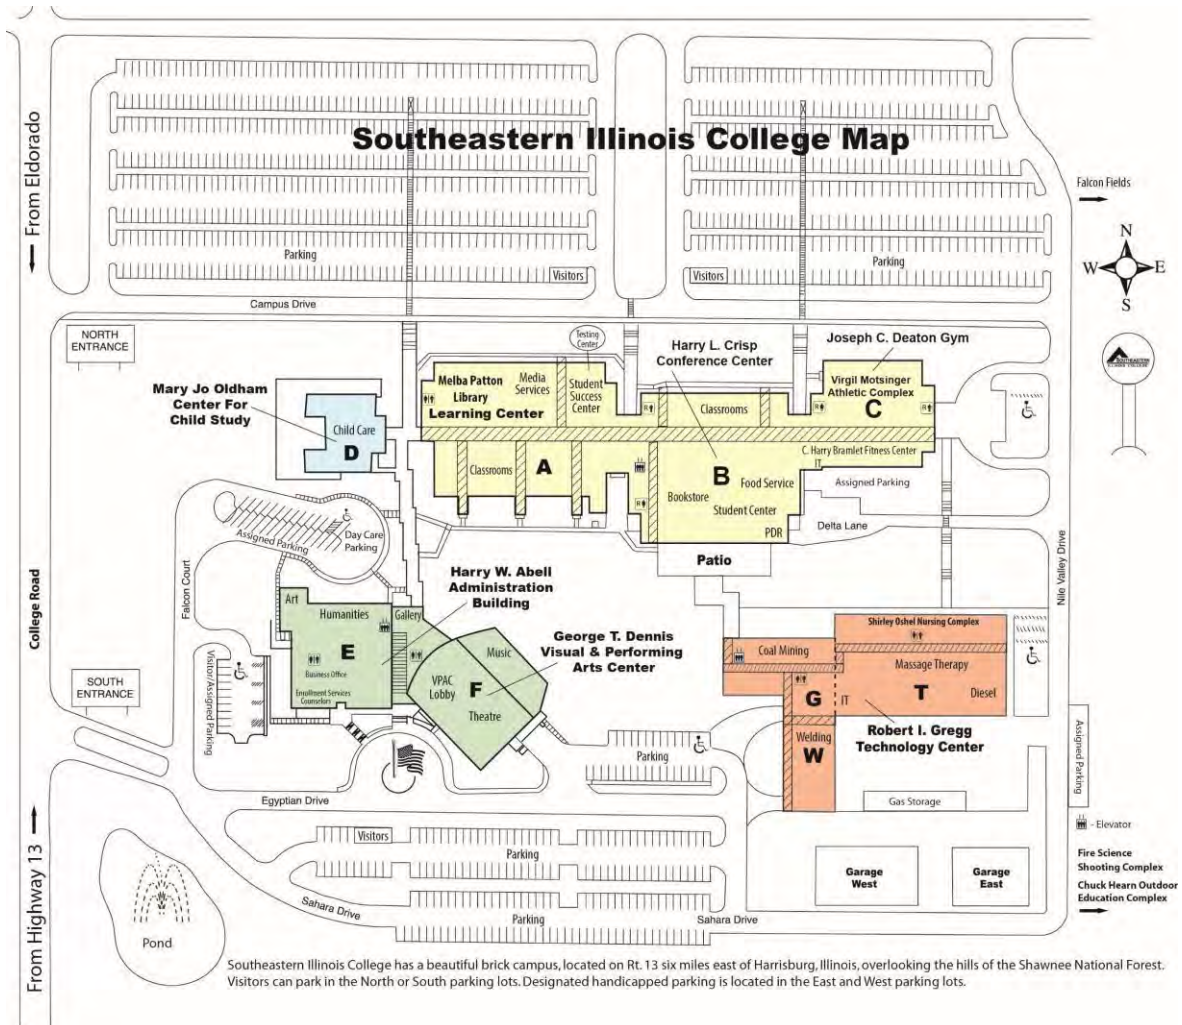 Southeastern Illinois College Map
From Eldorado
Falcon Fields
N
W
E
S
Parking
Visitors
Visitors
Parking
Campus Drive
NORTH
ENTRANCE
Testing
Center
Harry L. Crisp
Conference Center
Joseph C. Deaton Gym
Mary Jo Oldham
Center For
Child Study
Child Care
D
Melba Patton
Library
Learning Center
Media
Services
Student
Success
Center
Classrooms
A
Classrooms
B
Bookstore
Food Service
Student Center
PDR
Virgil Motsinger
Athletic Complex
C
C. Harry Bramlet Fitness Center
IT
Assigned Parking
Delta Lane
Patio
Assigned Parking
Day Care
Parking
Falcon Court
College Road
Nile Valley Drive
Harry W. Abell
Administration
Building
George T. Dennis
Visual & Performing
Arts Center
Art
Humanities
Gallery
E
Business Office
Enrollment Services
Counselors
Music
VPAC
Lobby
F
Theatre
SOUTH
ENTRANCE
Visitor/Assigned Parking
Shirley Oshel Nursing Complex
Coal Mining
Massage Therapy
G
IT
T
Diesel
Welding
W
Robert I. Gregg
Technology Center
Parking
Assigned Parking
Gas Storage
Egyptian Drive
Visitors
Parking
Garage
West
Garage
East
- Elevator
Fire Science
Shooting Complex
Chuck Hearn Outdoor
Education Complex
From Highway 13
Pond
Sahara Drive
Parking
Sahara Drive
Southeastern Illinois College has a beautiful brick campus, located on Rt. 13 six miles east of Harrisburg, Illinois, overlooking the hills of the Shawnee National Forest.
Visitors can park in the North or South parking lots. Designated handicapped parking is located in the East and West parking lots.